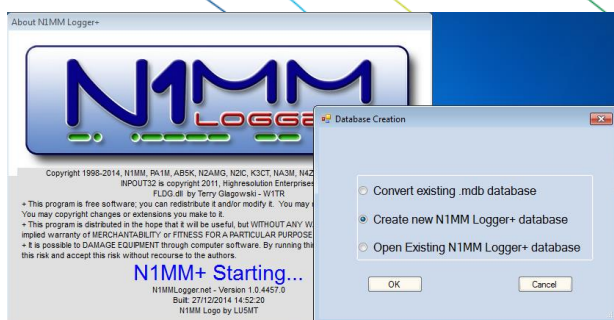 About N1MM Logger+
N1MM
LOGGE
Copyright 1998-2014, N1MM, PA1M, AB5K, N2AMG, N2IC, K3CT, NA3M, N4Z
INPOUT32 is copyright 2011, Highresolution Enterprises
FLDG.dll by Terry Glagowski - W1TR
+ This program is free software; you can redistribute it and/or modify it. You may
You may copyright changes or extensions you make to it.
+ This program is distributed in the hope that it will be useful, but WITHOUT ANY W
implied warranty of MERCHANTABILITY or FITNESS FOR A PARTICULAR PURPOSE
+ It is possible to DAMAGE EQUIPMENT through computer software. By running thi
this risk and accept this risk without recourse to the authors.
N1MM+ Starting...
N1MMLogger.net - Version 1.0.4457.0
Built: 27/12/2014 14:52:20
N1MM Logo by LU5MT
Database Creation
Convert existing .mdb database
Create new N1MM Logger+ database
Open Existing N1MM Logger+ database
OK
Cancel